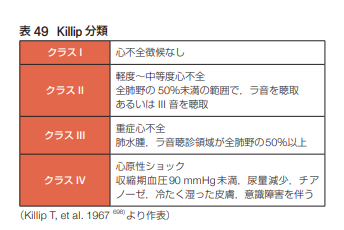 表 49 Killip 分類
クラス I
心不全徴候なし
クラス II
軽度～中等度心不全
全肺野の 50％未満の範囲で，ラ音を聴取
あるいは III 音を聴取
クラス III
重症心不全
肺水腫，ラ音聴診領域が全肺野の50％以上
クラス IV
心原性ショック
収縮期血圧 90 mmHg 未満，尿量減少，チア
ノーゼ，冷たく湿った皮膚，意識障害を伴う
（Killip T, et al. 1967 698) より作表）